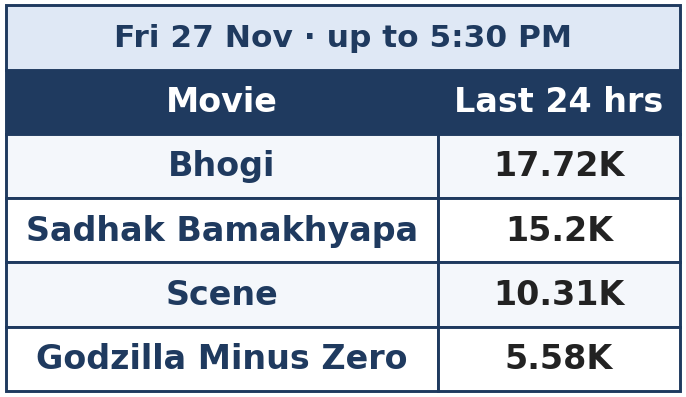 Fri 27 Nov · up to 5:30 PM
Movie Last 24 hrs
Bhogi 17.72K
Sadhak Bamakhyapa 15.2K
Scene 10.31K
Godzilla Minus Zero 5.58K